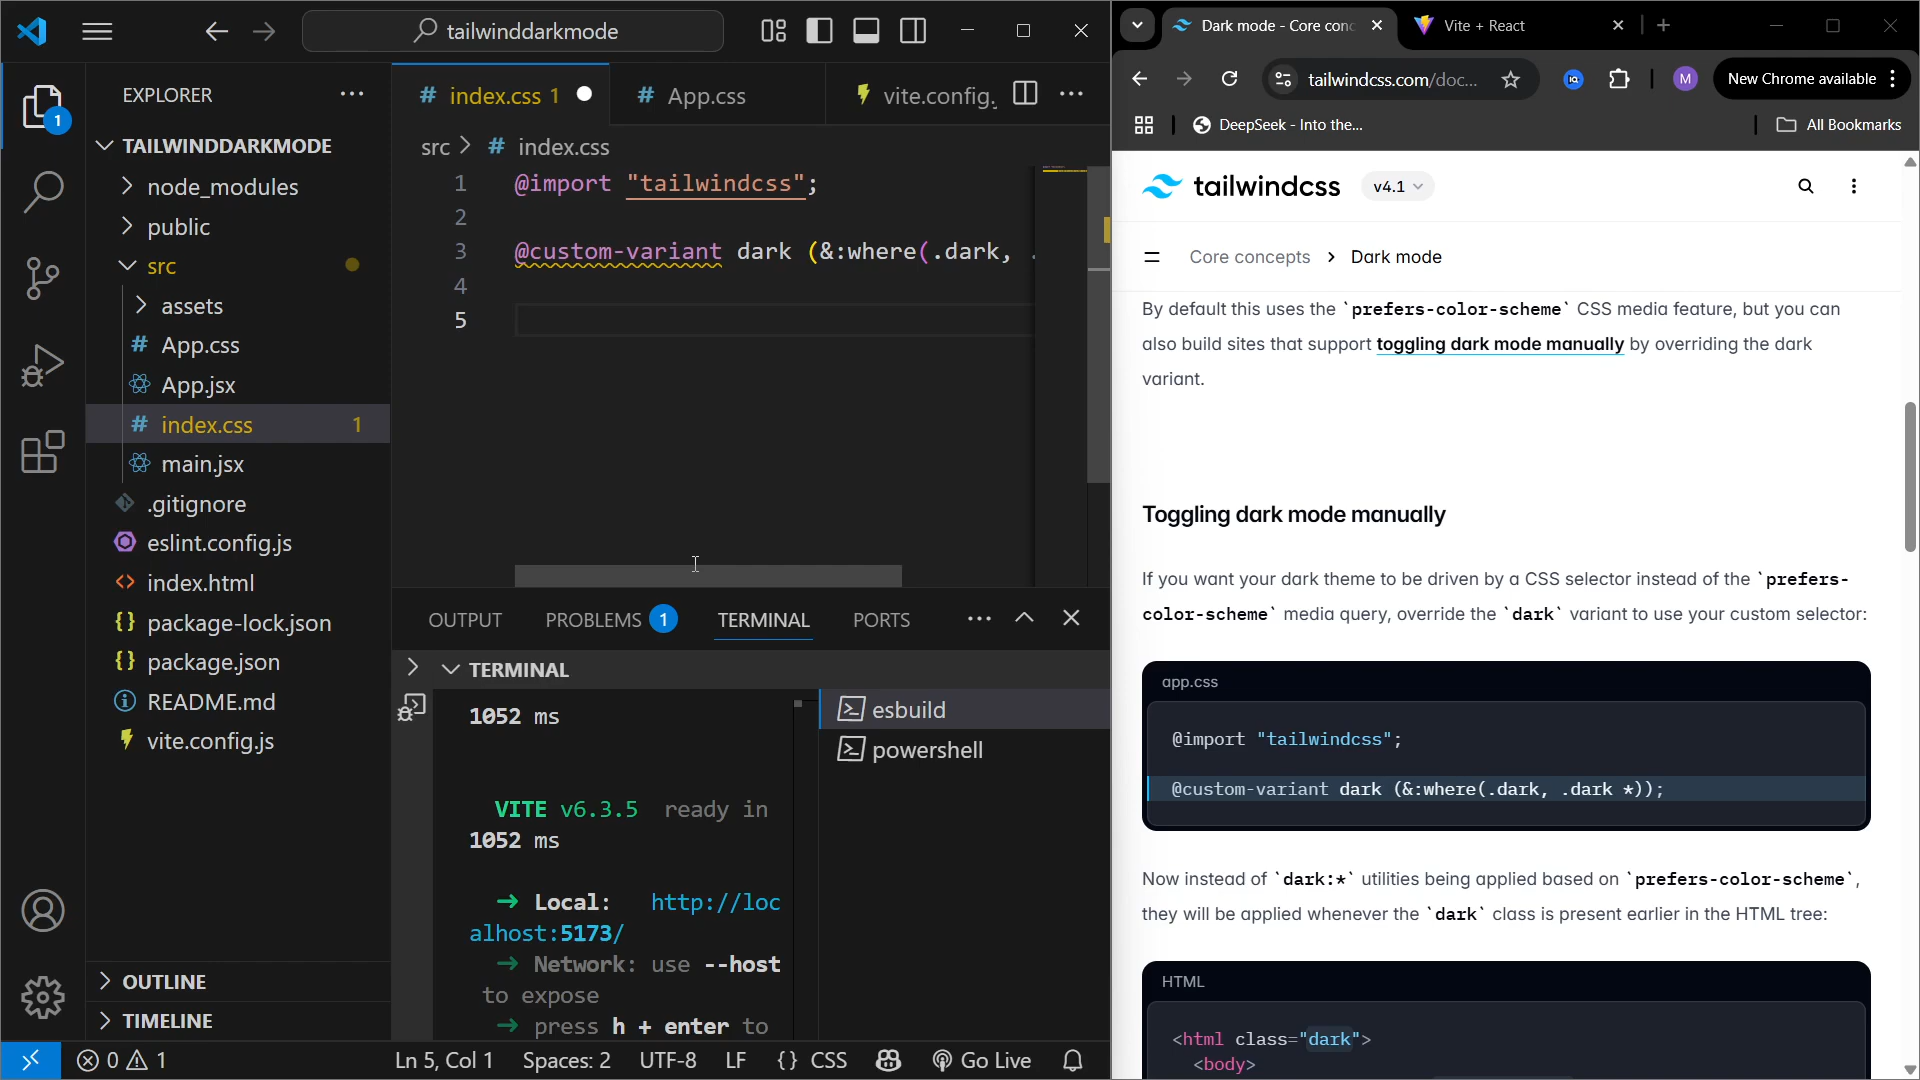 tailwinddarkmode
EXPLORER
1
TAILWINDDARKMODE
node_modules
public
src
assets
# App.css
App.jsx
# index.css 1
main.jsx
.gitignore
eslint.config.js
<> index.html
{} package-lock.json
{} package.json
README.md
vite.config.js
OUTLINE
TIMELINE
# index.css 1
# App.css
vite.config.
src > # index.css
1 @import "tailwindcss";
2
3 @custom-variant dark (&:where(.dark, .
4
5
OUTPUT
PROBLEMS 1
TERMINAL
PORTS
TERMINAL
1052 ms
VITE v6.3.5 ready in
1052 ms
➜ Local: http://loc
alhost:5173/
➜ Network: use --host
to expose
➜ press h + enter to
esbuild
powershell
0 1
Ln 5, Col 1
Spaces: 2
UTF-8
LF
{} CSS
Go Live
Dark mode - Core conc
Vite + React
tailwindcss.com/doc...
M
New Chrome available
DeepSeek - Into the...
All Bookmarks
tailwindcss
v4.1
Core concepts > Dark mode
By default this uses the `prefers-color-scheme` CSS media feature, but you can
also build sites that support toggling dark mode manually by overriding the dark
variant.
Toggling dark mode manually
If you want your dark theme to be driven by a CSS selector instead of the `prefers-
color-scheme` media query, override the `dark` variant to use your custom selector:
app.css
@import "tailwindcss";
@custom-variant dark (&:where(.dark, .dark *));
Now instead of `dark:*` utilities being applied based on `prefers-color-scheme`,
they will be applied whenever the `dark` class is present earlier in the HTML tree:
HTML
<html class="dark">
<body>